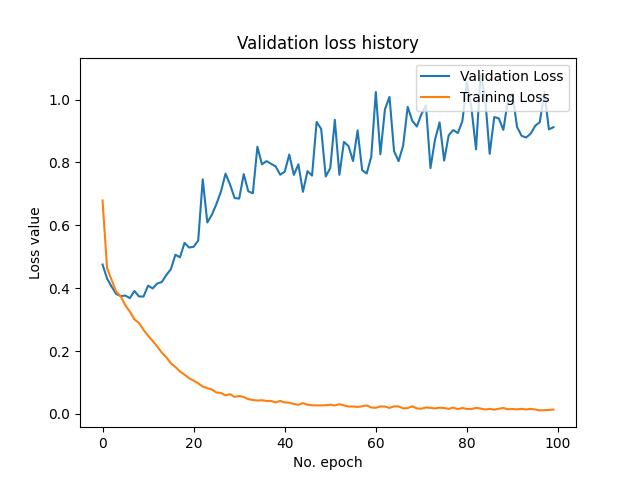 Validation loss history
Validation Loss
Training Loss
1.0
0.8
0.6
0.4
0.2
0.0
Loss value
0 20 40 60 80 100
No. epoch